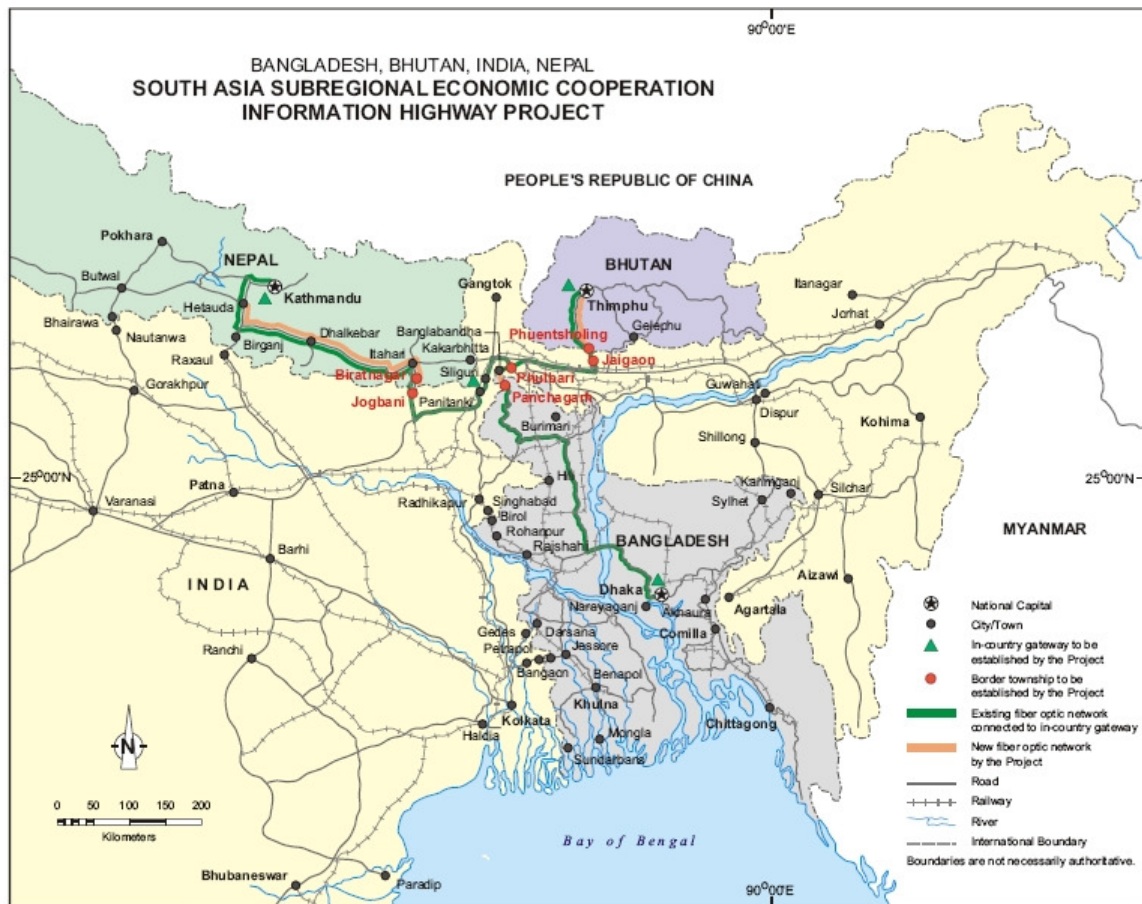 90°00'E
BANGLADESH, BHUTAN, INDIA, NEPAL
SOUTH ASIA SUBREGIONAL ECONOMIC COOPERATION
INFORMATION HIGHWAY PROJECT
PEOPLE'S REPUBLIC OF CHINA
Pokhara
NEPAL
BHUTAN
Butwal
Gangtok
Itanagar
Kathmandu
Thimphu
Hetauda
Bhairawa
Jorhat
Banglabandha
Phuentsholing
Gelephu
Nautanwa
Dhalkebar
Birganj
Itahari
Kakarbhitta
Raxaul
Jaigaon
Biratnagar
Siliguri
Phulbari
Gorakhpur
Jogbani
Panitanki
Panchagarh
Guwahati
Dispur
Burimari
Kohima
Shillong
25°00'N
25°00'N
Patna
Hili
Karimganj
Varanasi
Radhikapur
Singhabad
Sylhet
Silchar
Birol
Rohanpur
BANGLADESH
MYANMAR
Rajshahi
Barhi
INDIA
Dhaka
Aizawl
Narayaganj
Akhaura
Agartala
Gedes
Darsana
Comilla
Petrapol
Jessore
Ranchi
Bangaon
Benapol
Khulna
Kolkata
Chittagong
Haldia
Mongla
Sundarbans
N
0 50 100 150 200
Kilometers
Bay of Bengal
Bhubaneswar
Paradip
90°00'E
National Capital
City/Town
In-country gateway to be
established by the Project
Border township to be
established by the Project
Existing fiber optic network
connected to in-country gateway
New fiber optic network
by the Project
Road
Railway
River
International Boundary
Boundaries are not necessarily authoritative.